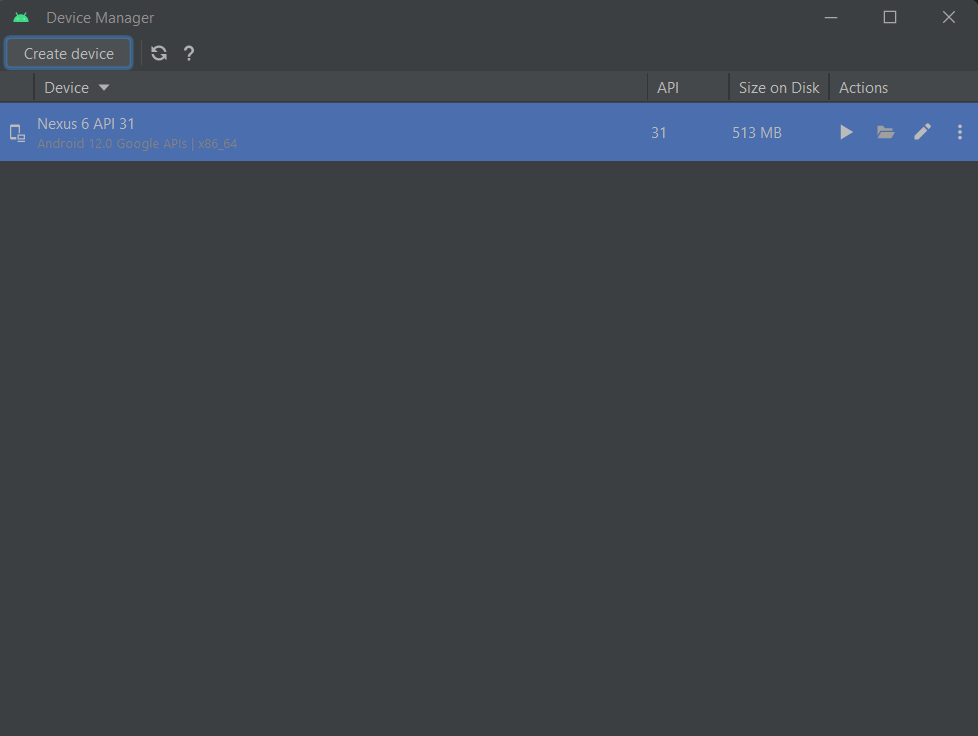 Device Manager
Create device ?
Device API Size on Disk Actions
Nexus 6 API 31
Android 12.0 Google APIs | x86_64
31 513 MB